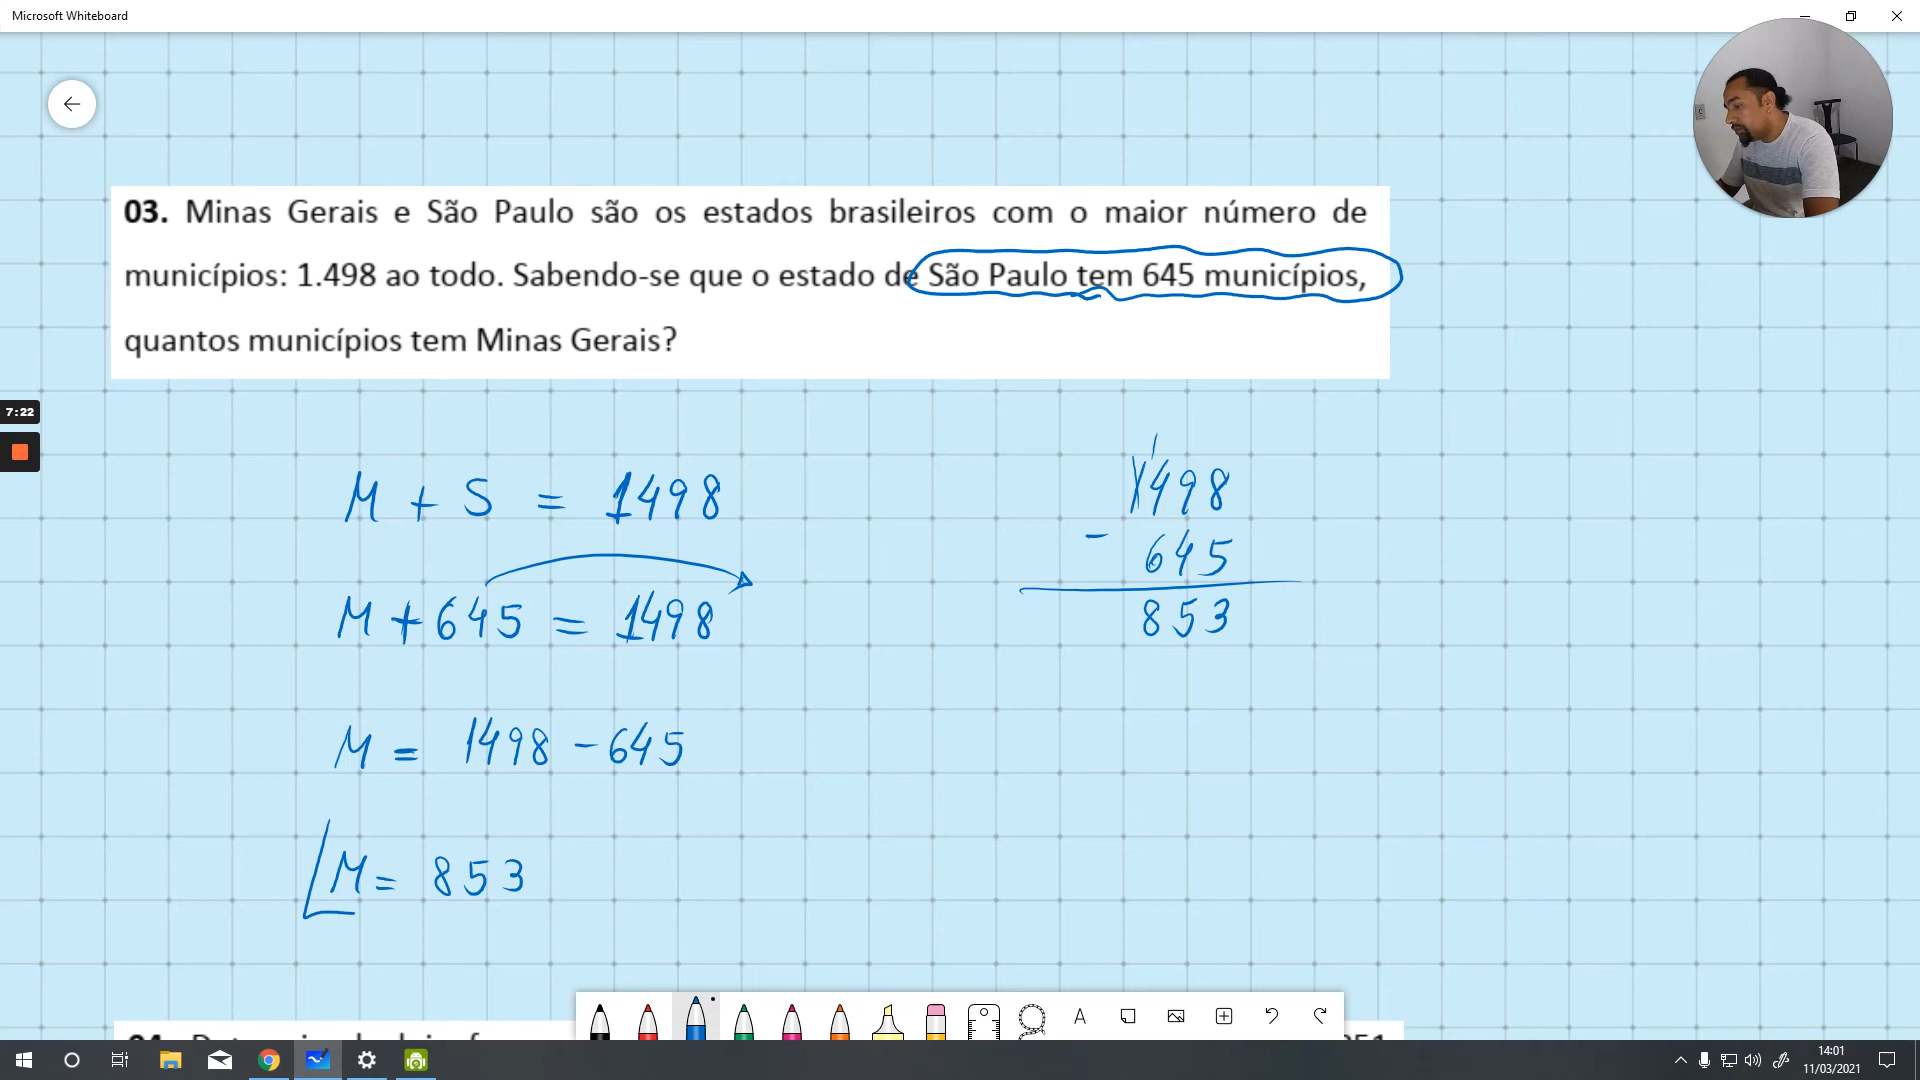 Microsoft Whiteboard
03. Minas Gerais e São Paulo são os estados brasileiros com o maior número de
municípios: 1.498 ao todo. Sabendo-se que o estado de São Paulo tem 645 municípios,
quantos municípios tem Minas Gerais?
7:22
M + S = 1498
M + 645 = 1498
M = 1498 - 645
M = 853
1
1498
- 645
853
A
14:01
11/03/2021